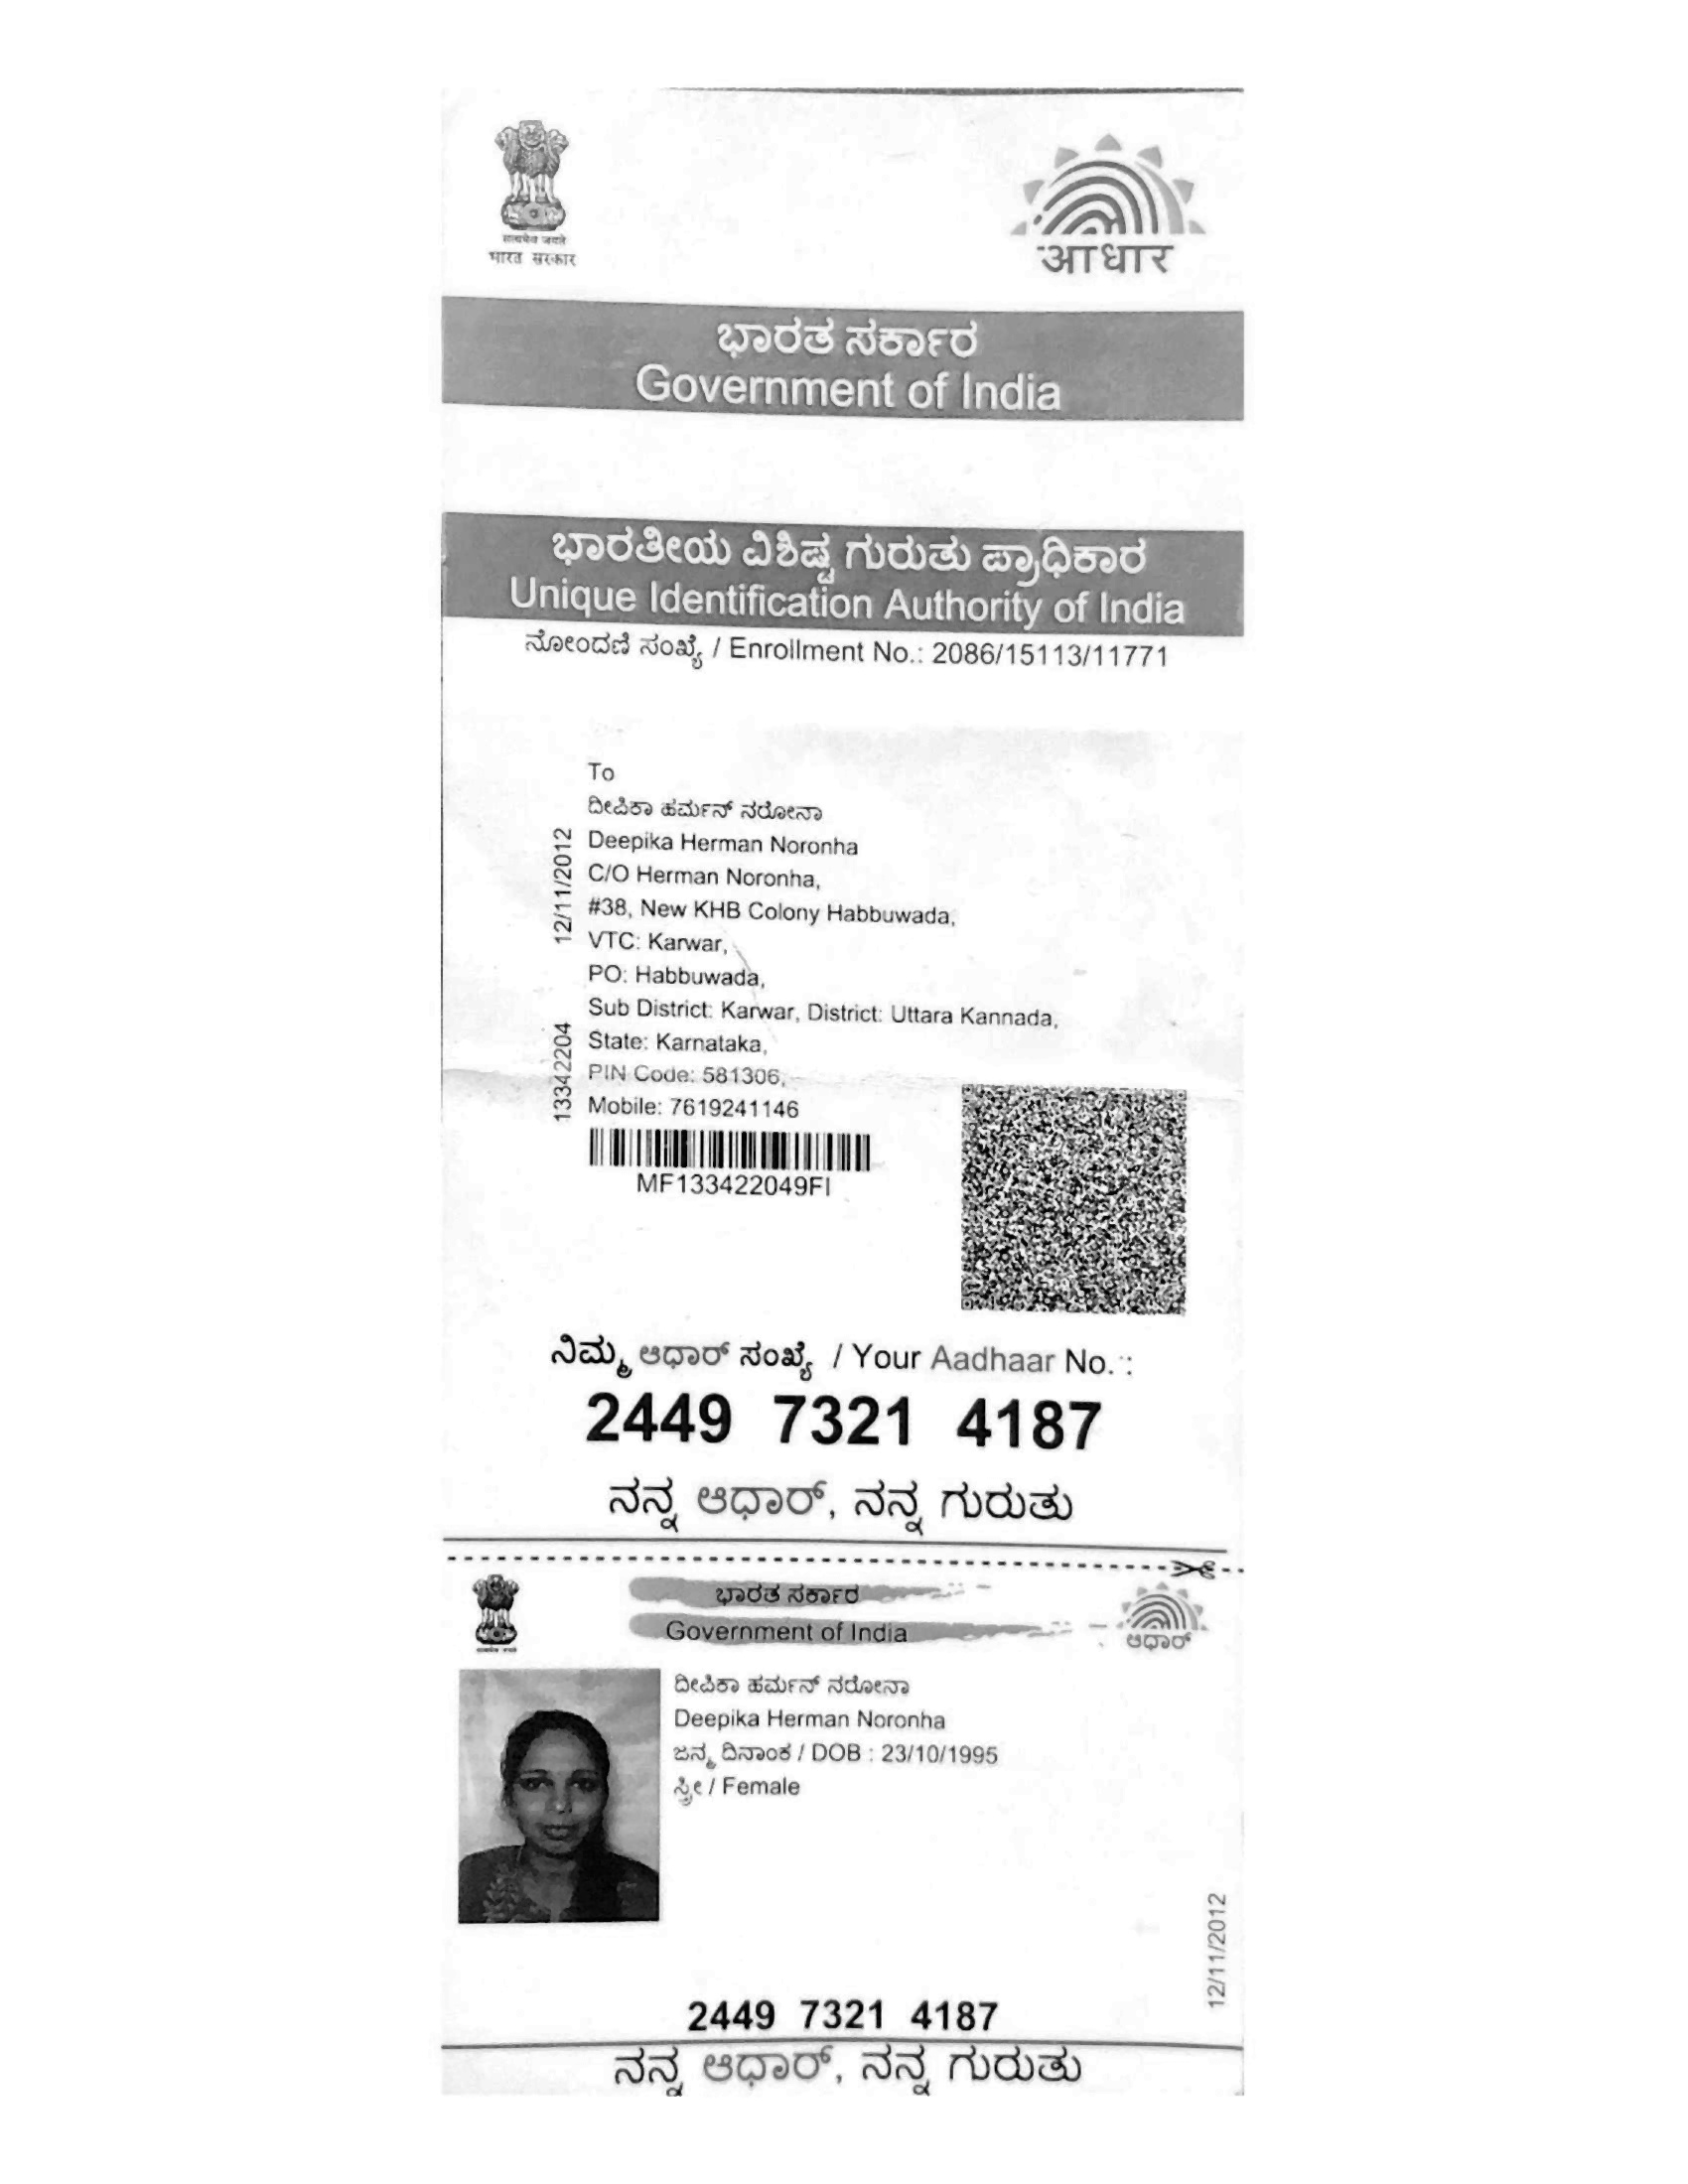 सत्यमेव जयते
भारत सरकार
आधार
ಭಾರತ ಸರ್ಕಾರ
Government of India
ಭಾರತೀಯ ವಿಶಿಷ್ಟ ಗುರುತು ಪ್ರಾಧಿಕಾರ
Unique Identification Authority of India
ನೋಂದಣಿ ಸಂಖ್ಯೆ / Enrollment No.: 2086/15113/11771
To
ದೀಪಿಕಾ ಹರ್ಮನ್ ನರೋನಾ
Deepika Herman Noronha
C/O Herman Noronha,
#38, New KHB Colony Habbuwada,
VTC: Karwar,
PO: Habbuwada,
Sub District: Karwar, District: Uttara Kannada,
State: Karnataka,
PIN Code: 581306,
Mobile: 7619241146
12/11/2012
13342204
MF133422049FI
ನಿಮ್ಮ ಆಧಾರ್ ಸಂಖ್ಯೆ / Your Aadhaar No. :
2449 7321 4187
ನನ್ನ ಆಧಾರ್, ನನ್ನ ಗುರುತು
ಭಾರತ ಸರ್ಕಾರ
Government of India
ಆಧಾರ್
ದೀಪಿಕಾ ಹರ್ಮನ್ ನರೋನಾ
Deepika Herman Noronha
ಜನ್ಮ ದಿನಾಂಕ / DOB : 23/10/1995
ಸ್ತ್ರೀ / Female
12/11/2012
2449 7321 4187
ನನ್ನ ಆಧಾರ್, ನನ್ನ ಗುರುತು